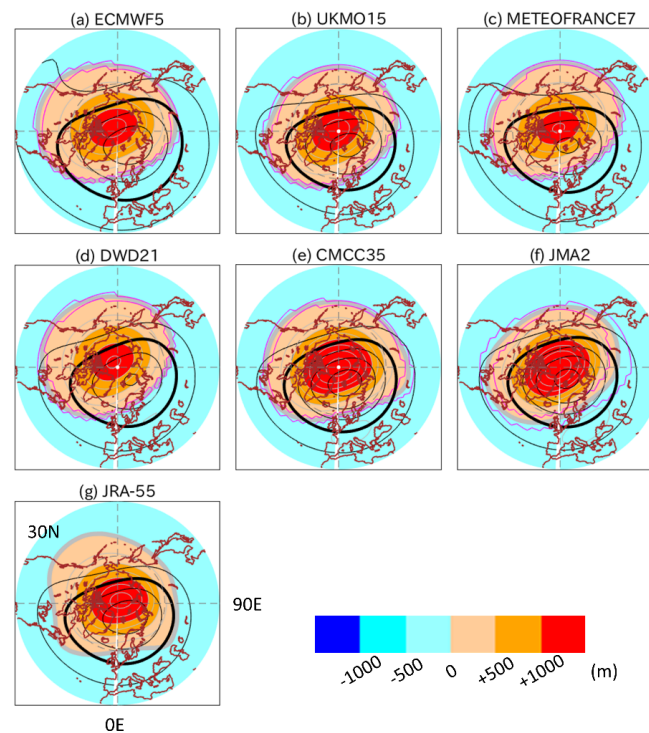 (a) ECMWF5
(b) UKMO15
(c) METEOFRANCE7
(d) DWD21
(e) CMCC35
(f) JMA2
(g) JRA-55
30N
90E
0E
-1000
-500
0
+500
+1000
(m)